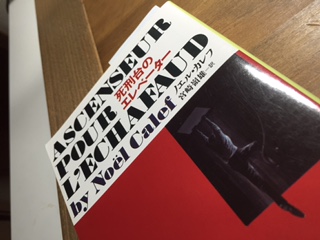 ASCENSEUR
POUR
L'ECHAFAUD
by Noël Calef
死刑台の
エレベーター
ノエル・カレフ
宮崎嶺雄=訳